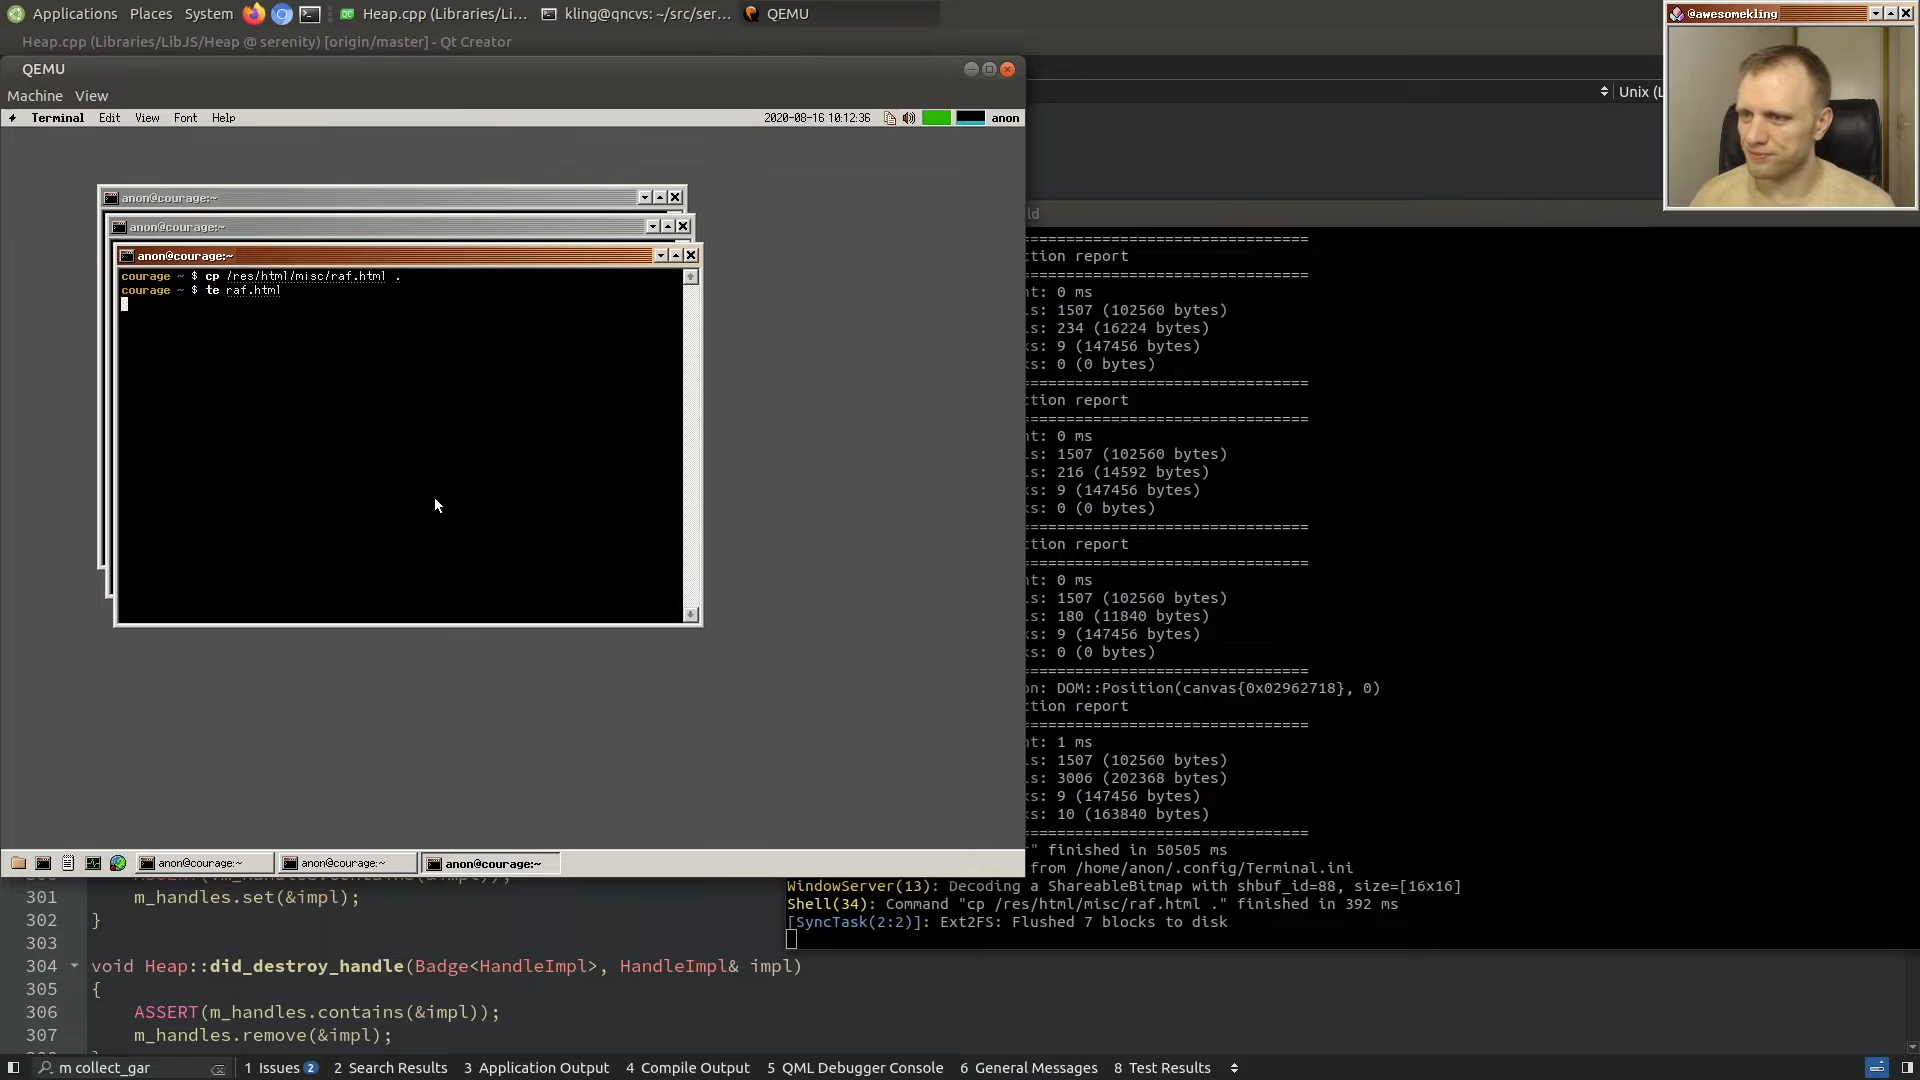 Applications Places System Heap.cpp (Libraries/Li... kling@qncvs: ~/src/ser... QEMU
Heap.cpp (Libraries/LibJS/Heap @ serenity) [origin/master] - Qt Creator
@awesomekling
QEMU
Machine View
Unix (L
Terminal Edit View Font Help 2020-08-16 10:12:36 anon
anon@courage:~
anon@courage:~
anon@courage:~
courage ~ $ cp /res/html/misc/raf.html .
courage ~ $ te raf.html
anon@courage:~ anon@courage:~ anon@courage:~
ld
==============================
ction report
==============================
nt: 0 ms
ls: 1507 (102560 bytes)
ls: 234 (16224 bytes)
ks: 9 (147456 bytes)
ks: 0 (0 bytes)
==============================
ction report
==============================
nt: 0 ms
ls: 1507 (102560 bytes)
ls: 216 (14592 bytes)
ks: 9 (147456 bytes)
ks: 0 (0 bytes)
==============================
ction report
==============================
nt: 0 ms
ls: 1507 (102560 bytes)
ls: 180 (11840 bytes)
ks: 9 (147456 bytes)
ks: 0 (0 bytes)
==============================
on: DOM::Position(canvas{0x02962718}, 0)
ction report
==============================
nt: 1 ms
ls: 1507 (102560 bytes)
ls: 3006 (202368 bytes)
ks: 9 (147456 bytes)
ks: 10 (163840 bytes)
==============================
" finished in 50505 ms
from /home/anon/.config/Terminal.ini
WindowServer(13): Decoding a ShareableBitmap with shbuf_id=88, size=[16x16]
Shell(34): Command "cp /res/html/misc/raf.html ." finished in 392 ms
[SyncTask(2:2)]: Ext2FS: Flushed 7 blocks to disk
301 m_handles.set(&impl);
302 }
303
304 void Heap::did_destroy_handle(Badge<HandleImpl>, HandleImpl& impl)
305 {
306 ASSERT(m_handles.contains(&impl));
307 m_handles.remove(&impl);
m collect_gar 1 Issues 2 2 Search Results 3 Application Output 4 Compile Output 5 QML Debugger Console 6 General Messages 8 Test Results